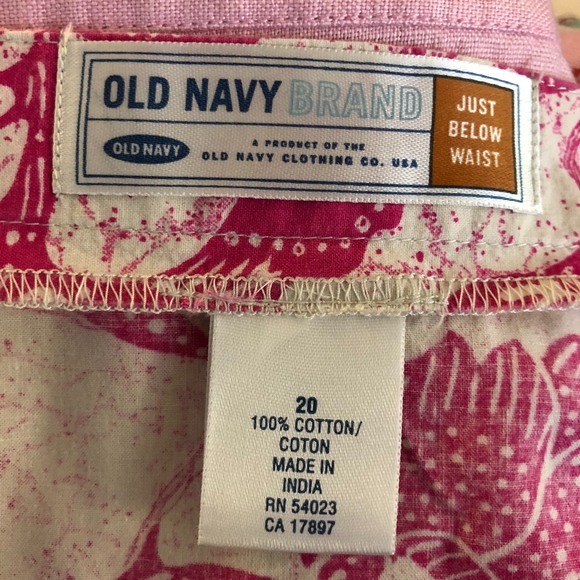 OLD NAVY BRAND
OLD NAVY
A PRODUCT OF THE
OLD NAVY CLOTHING CO. USA
JUST
BELOW
WAIST
20
100% COTTON/
COTON
MADE IN
INDIA
RN 54023
CA 17897